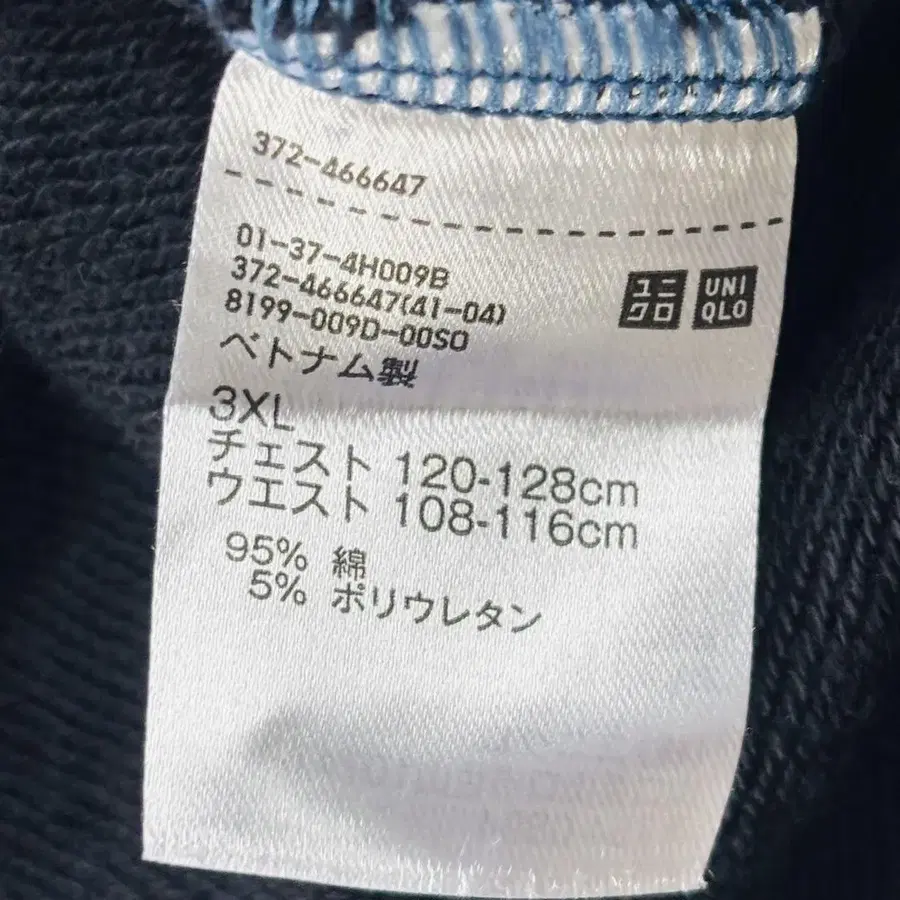 372-466647
01-37-4H009B
372-466647(41-04)
8199-009D-00SO
ベトナム製
ユニ
クロ
UNI
QLO
3XL
チェスト 120-128cm
ウエスト 108-116cm
95% 綿
5% ポリウレタン